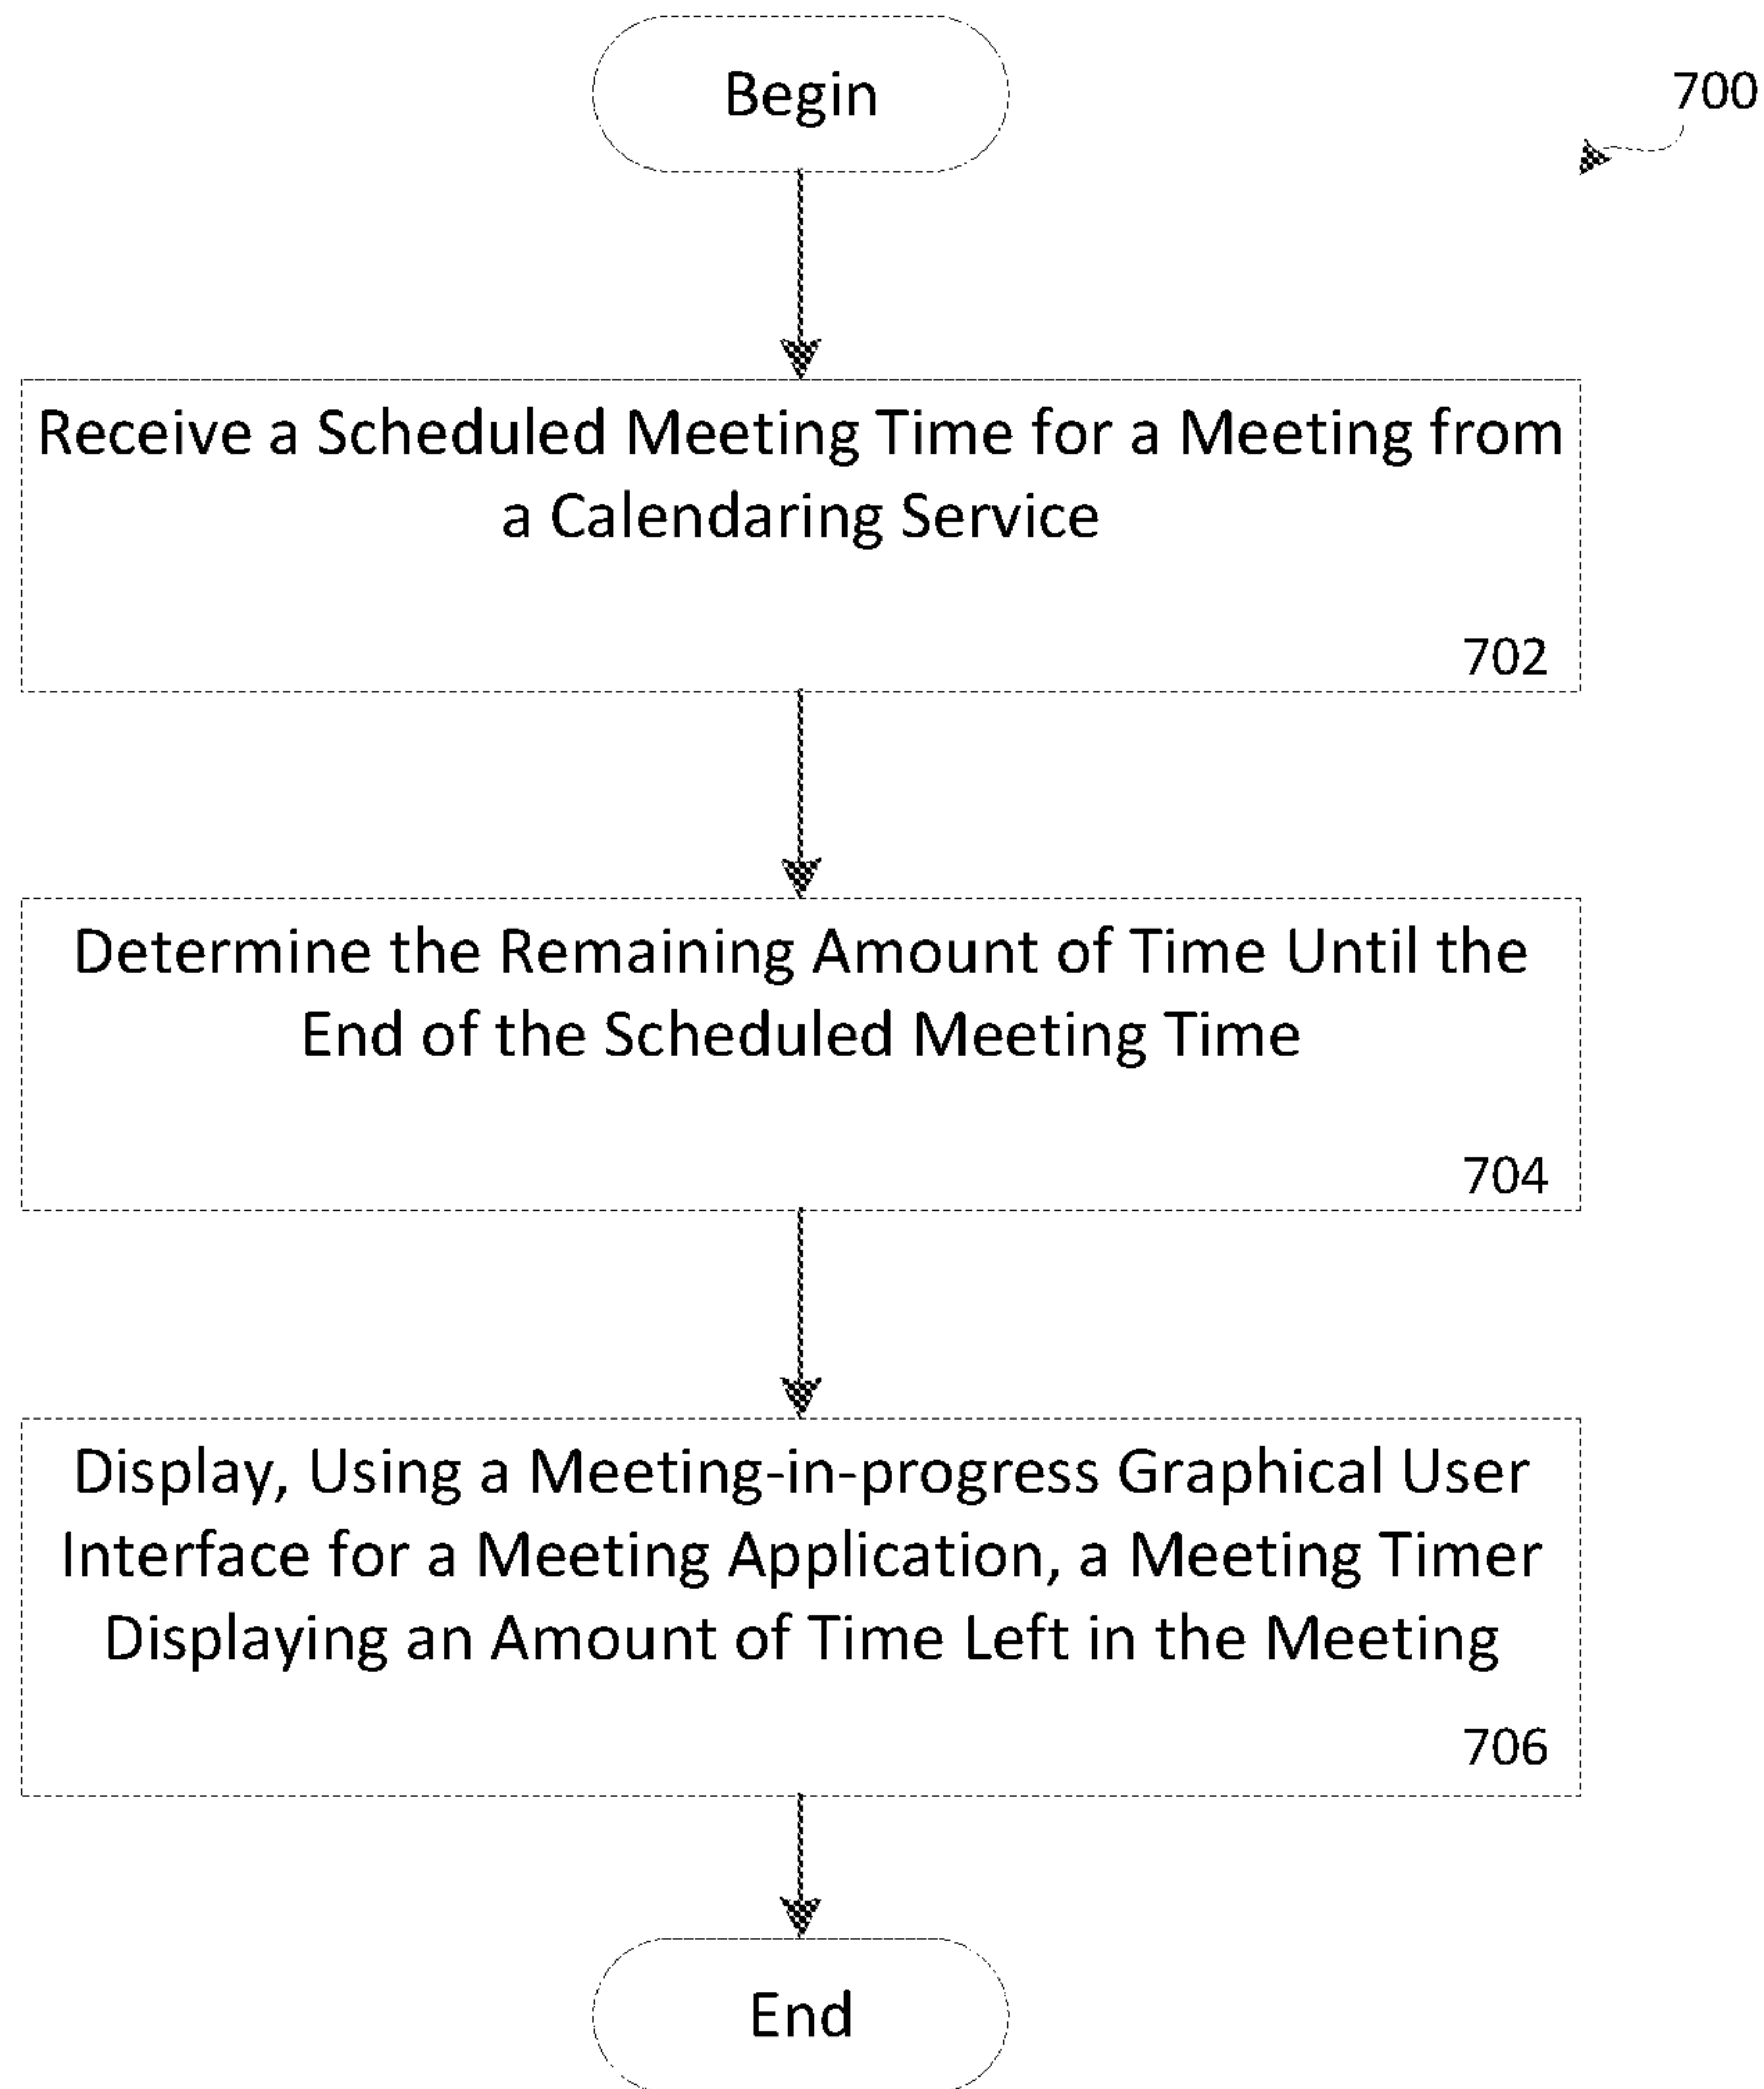 Begin
700
Receive a Scheduled Meeting Time for a Meeting from
a Calendaring Service
702
Determine the Remaining Amount of Time Until the
End of the Scheduled Meeting Time
704
Display, Using a Meeting-in-progress Graphical User
Interface for a Meeting Application, a Meeting Timer
Displaying an Amount of Time Left in the Meeting
706
End